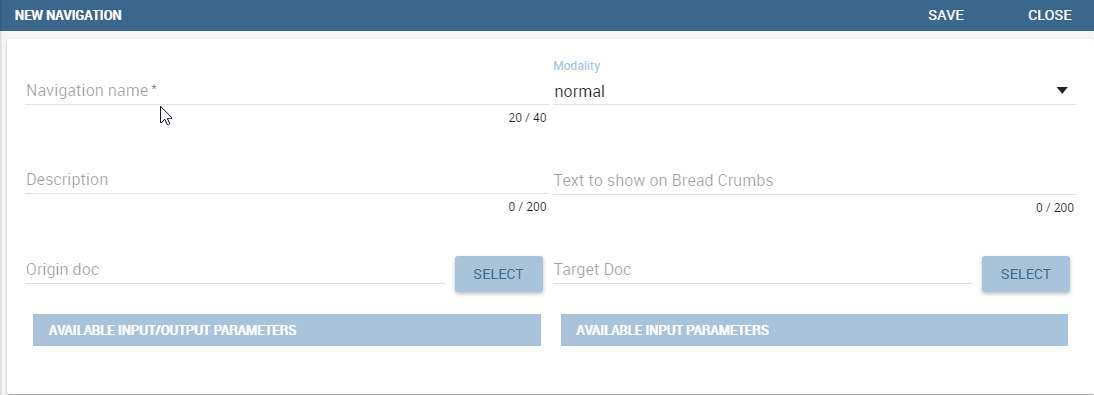 NEW NAVIGATION SAVE CLOSE
Modality
Navigation name * normal
20 / 40
Description Text to show on Bread Crumbs
0 / 200 0 / 200
Origin doc SELECT Target Doc SELECT
AVAILABLE INPUT/OUTPUT PARAMETERS AVAILABLE INPUT PARAMETERS